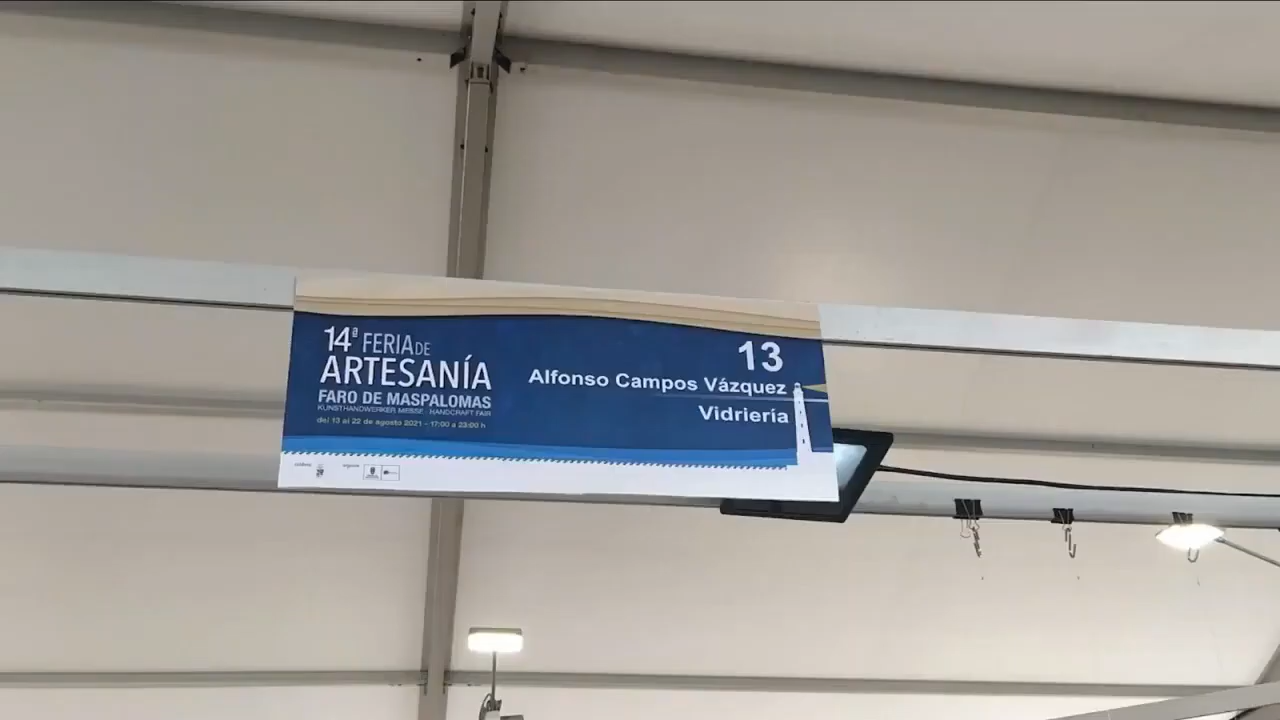 14ª FERIA DE
ARTESANÍA
FARO DE MASPALOMAS
KUNSTHANDWERKER MESSE - HANDCRAFT FAIR
del 13 al 22 de agosto 2021 - 17:00 a 23:00 h
13
Alfonso Campos Vázquez
Vidriería